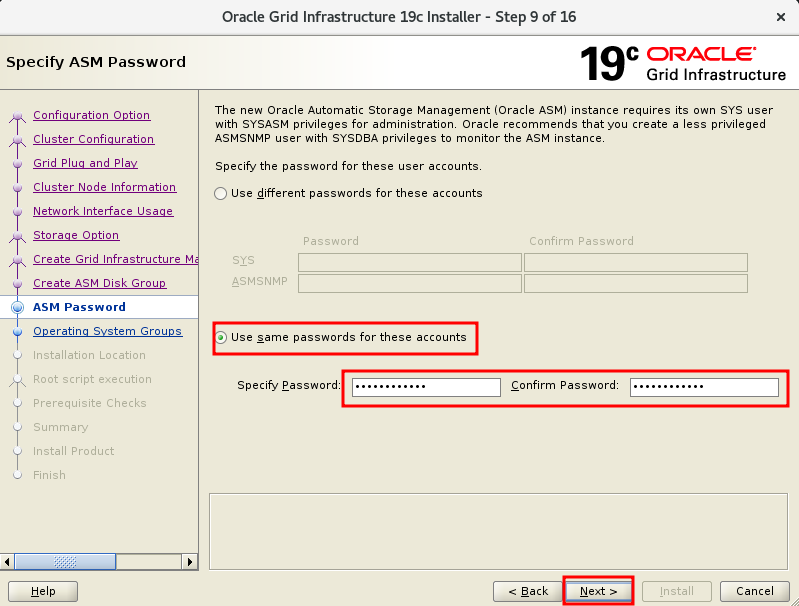 Oracle Grid Infrastructure 19c Installer - Step 9 of 16
Specify ASM Password
19c ORACLE
Grid Infrastructure
Configuration Option
Cluster Configuration
Grid Plug and Play
Cluster Node Information
Network Interface Usage
Storage Option
Create Grid Infrastructure Ma
Create ASM Disk Group
ASM Password
Operating System Groups
Installation Location
Root script execution
Prerequisite Checks
Summary
Install Product
Finish
The new Oracle Automatic Storage Management (Oracle ASM) instance requires its own SYS user
with SYSASM privileges for administration. Oracle recommends that you create a less privileged
ASMSNMP user with SYSDBA privileges to monitor the ASM instance.
Specify the password for these user accounts.
Use different passwords for these accounts
Password Confirm Password
SYS
ASMSNMP
Use same passwords for these accounts
Specify Password: •••••••••••• Confirm Password: ••••••••••••
Help < Back Next > Install Cancel